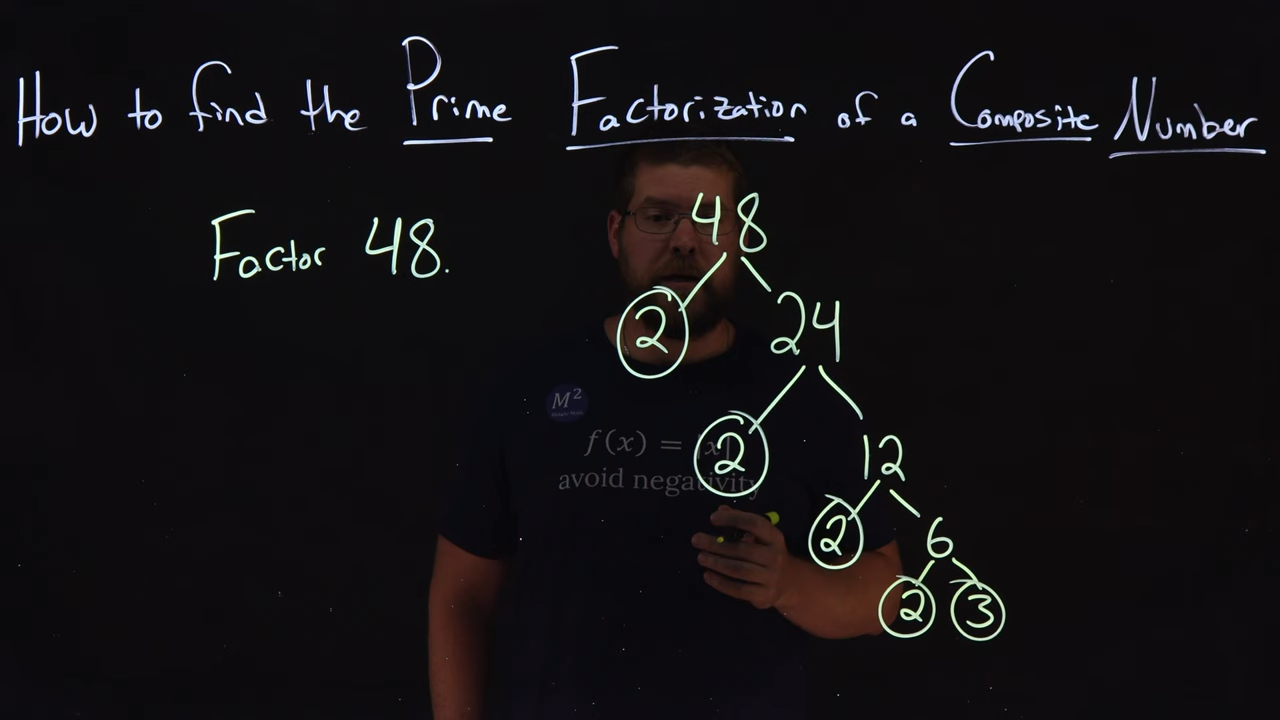 How to find the Prime Factorization of a Composite Number
Factor 48.
48
2 24
M²
f(x) = |x|
avoid negativity
2 12
2 6
2 3